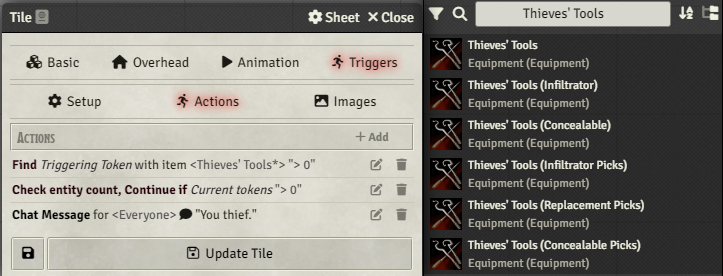 Tile
Sheet
Close
Basic
Overhead
Animation
Triggers
Setup
Actions
Images
ACTIONS
+ Add
Find Triggering Token with item <Thieves' Tools*> "> 0"
Check entity count, Continue if Current tokens "> 0"
Chat Message for <Everyone> "You thief."
Update Tile
Thieves' Tools
Thieves' Tools
Equipment (Equipment)
Thieves' Tools (Infiltrator)
Equipment (Equipment)
Thieves' Tools (Concealable)
Equipment (Equipment)
Thieves' Tools (Infiltrator Picks)
Equipment (Equipment)
Thieves' Tools (Replacement Picks)
Equipment (Equipment)
Thieves' Tools (Concealable Picks)
Equipment (Equipment)